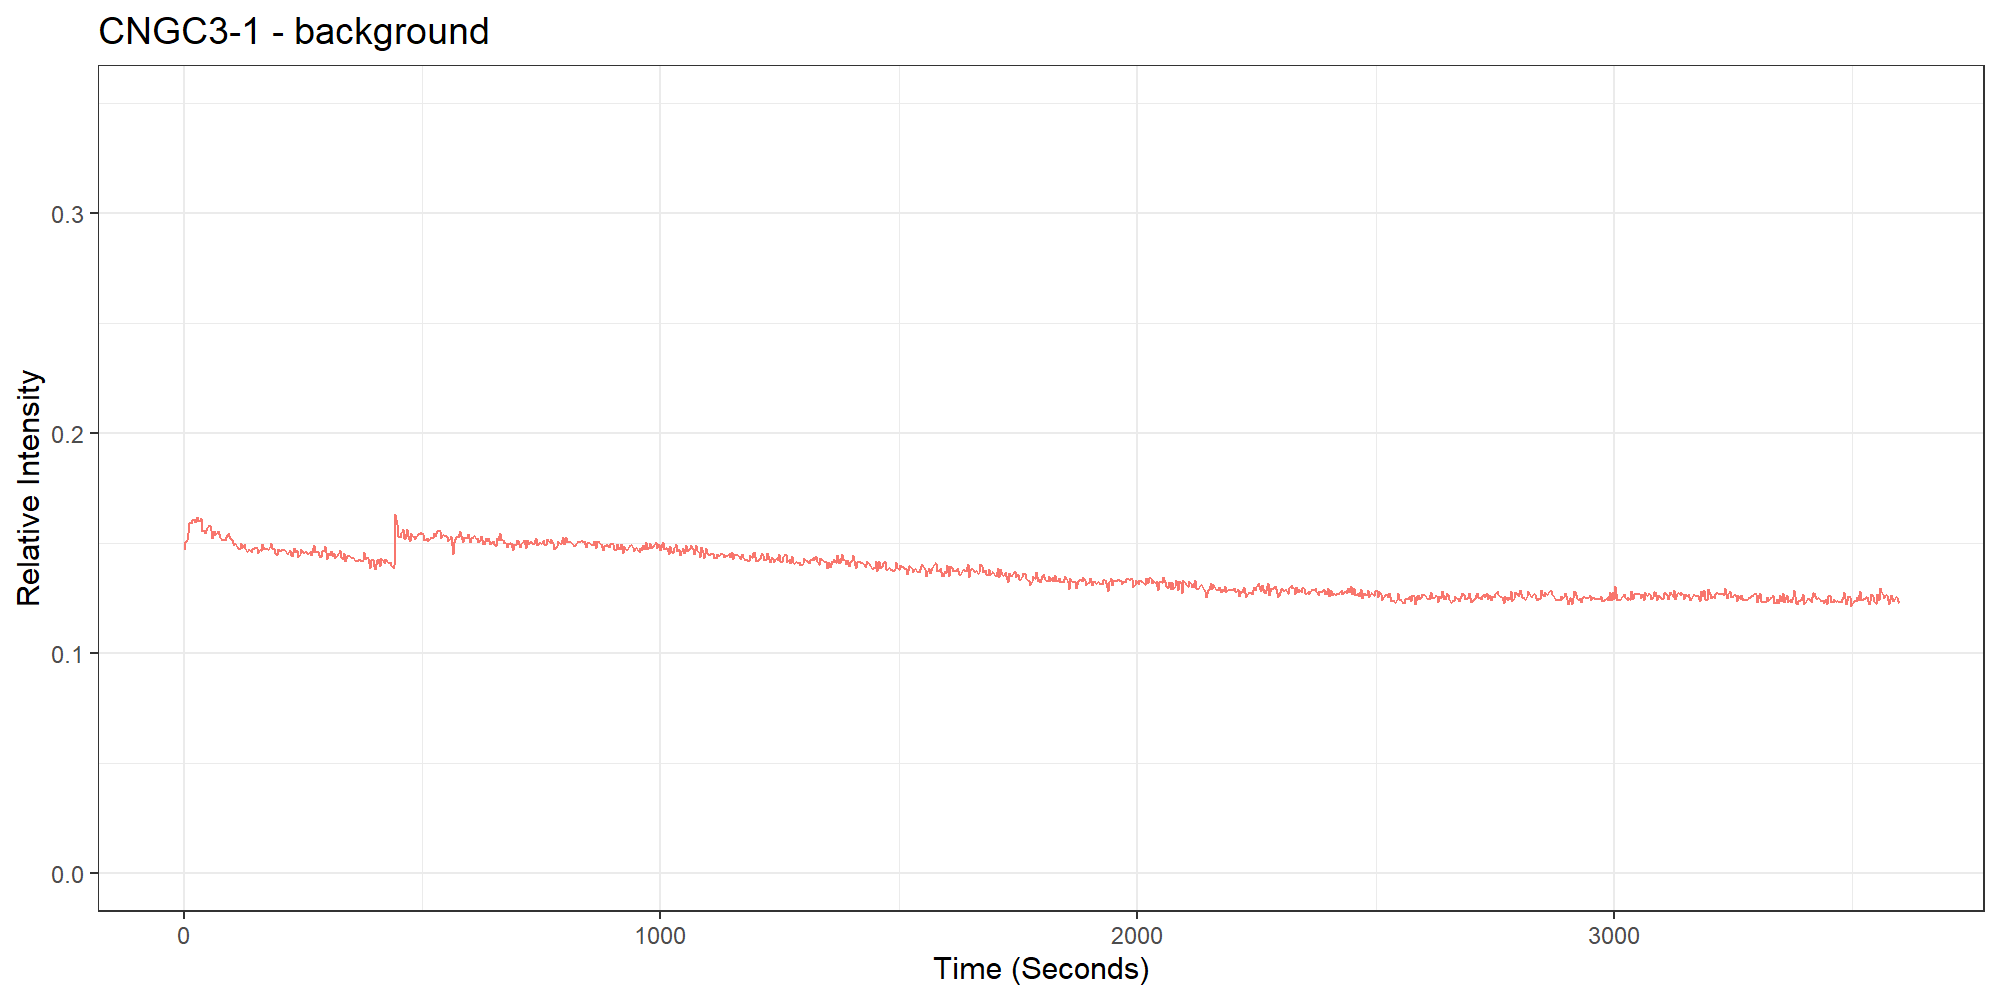 CNGC3-1 - background
Relative Intensity
0.3
0.2
0.1
0.0
0 1000 2000 3000
Time (Seconds)